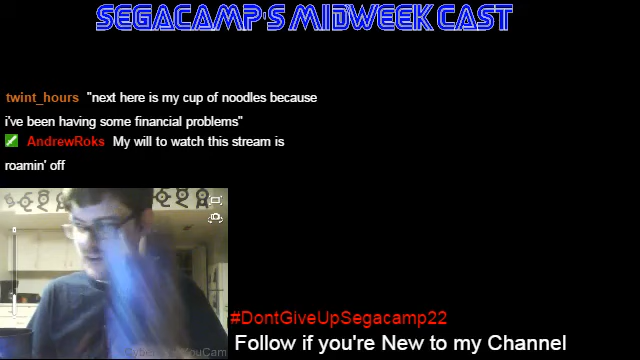 SEGACAMP'S MIDWEEK CAST
twint_hours "next here is my cup of noodles because
i've been having some financial problems"
AndrewRoks My will to watch this stream is
roamin' off
#DontGiveUpSegacamp22
Follow if you're New to my Channel